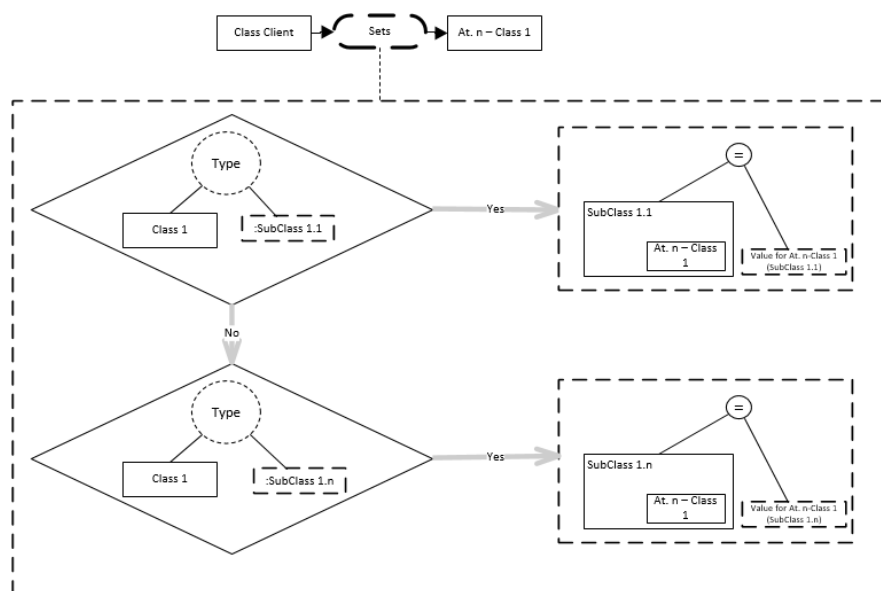 Class Client
Sets
At. n – Class 1
Type
Class 1
:SubClass 1.1
Yes
=
SubClass 1.1
At. n – Class
1
Value for At. n-Class 1
(SubClass 1.1)
No
Type
Class 1
:SubClass 1.n
Yes
=
SubClass 1.n
At. n – Class
1
Value for At. n-Class 1
(SubClass 1.n)